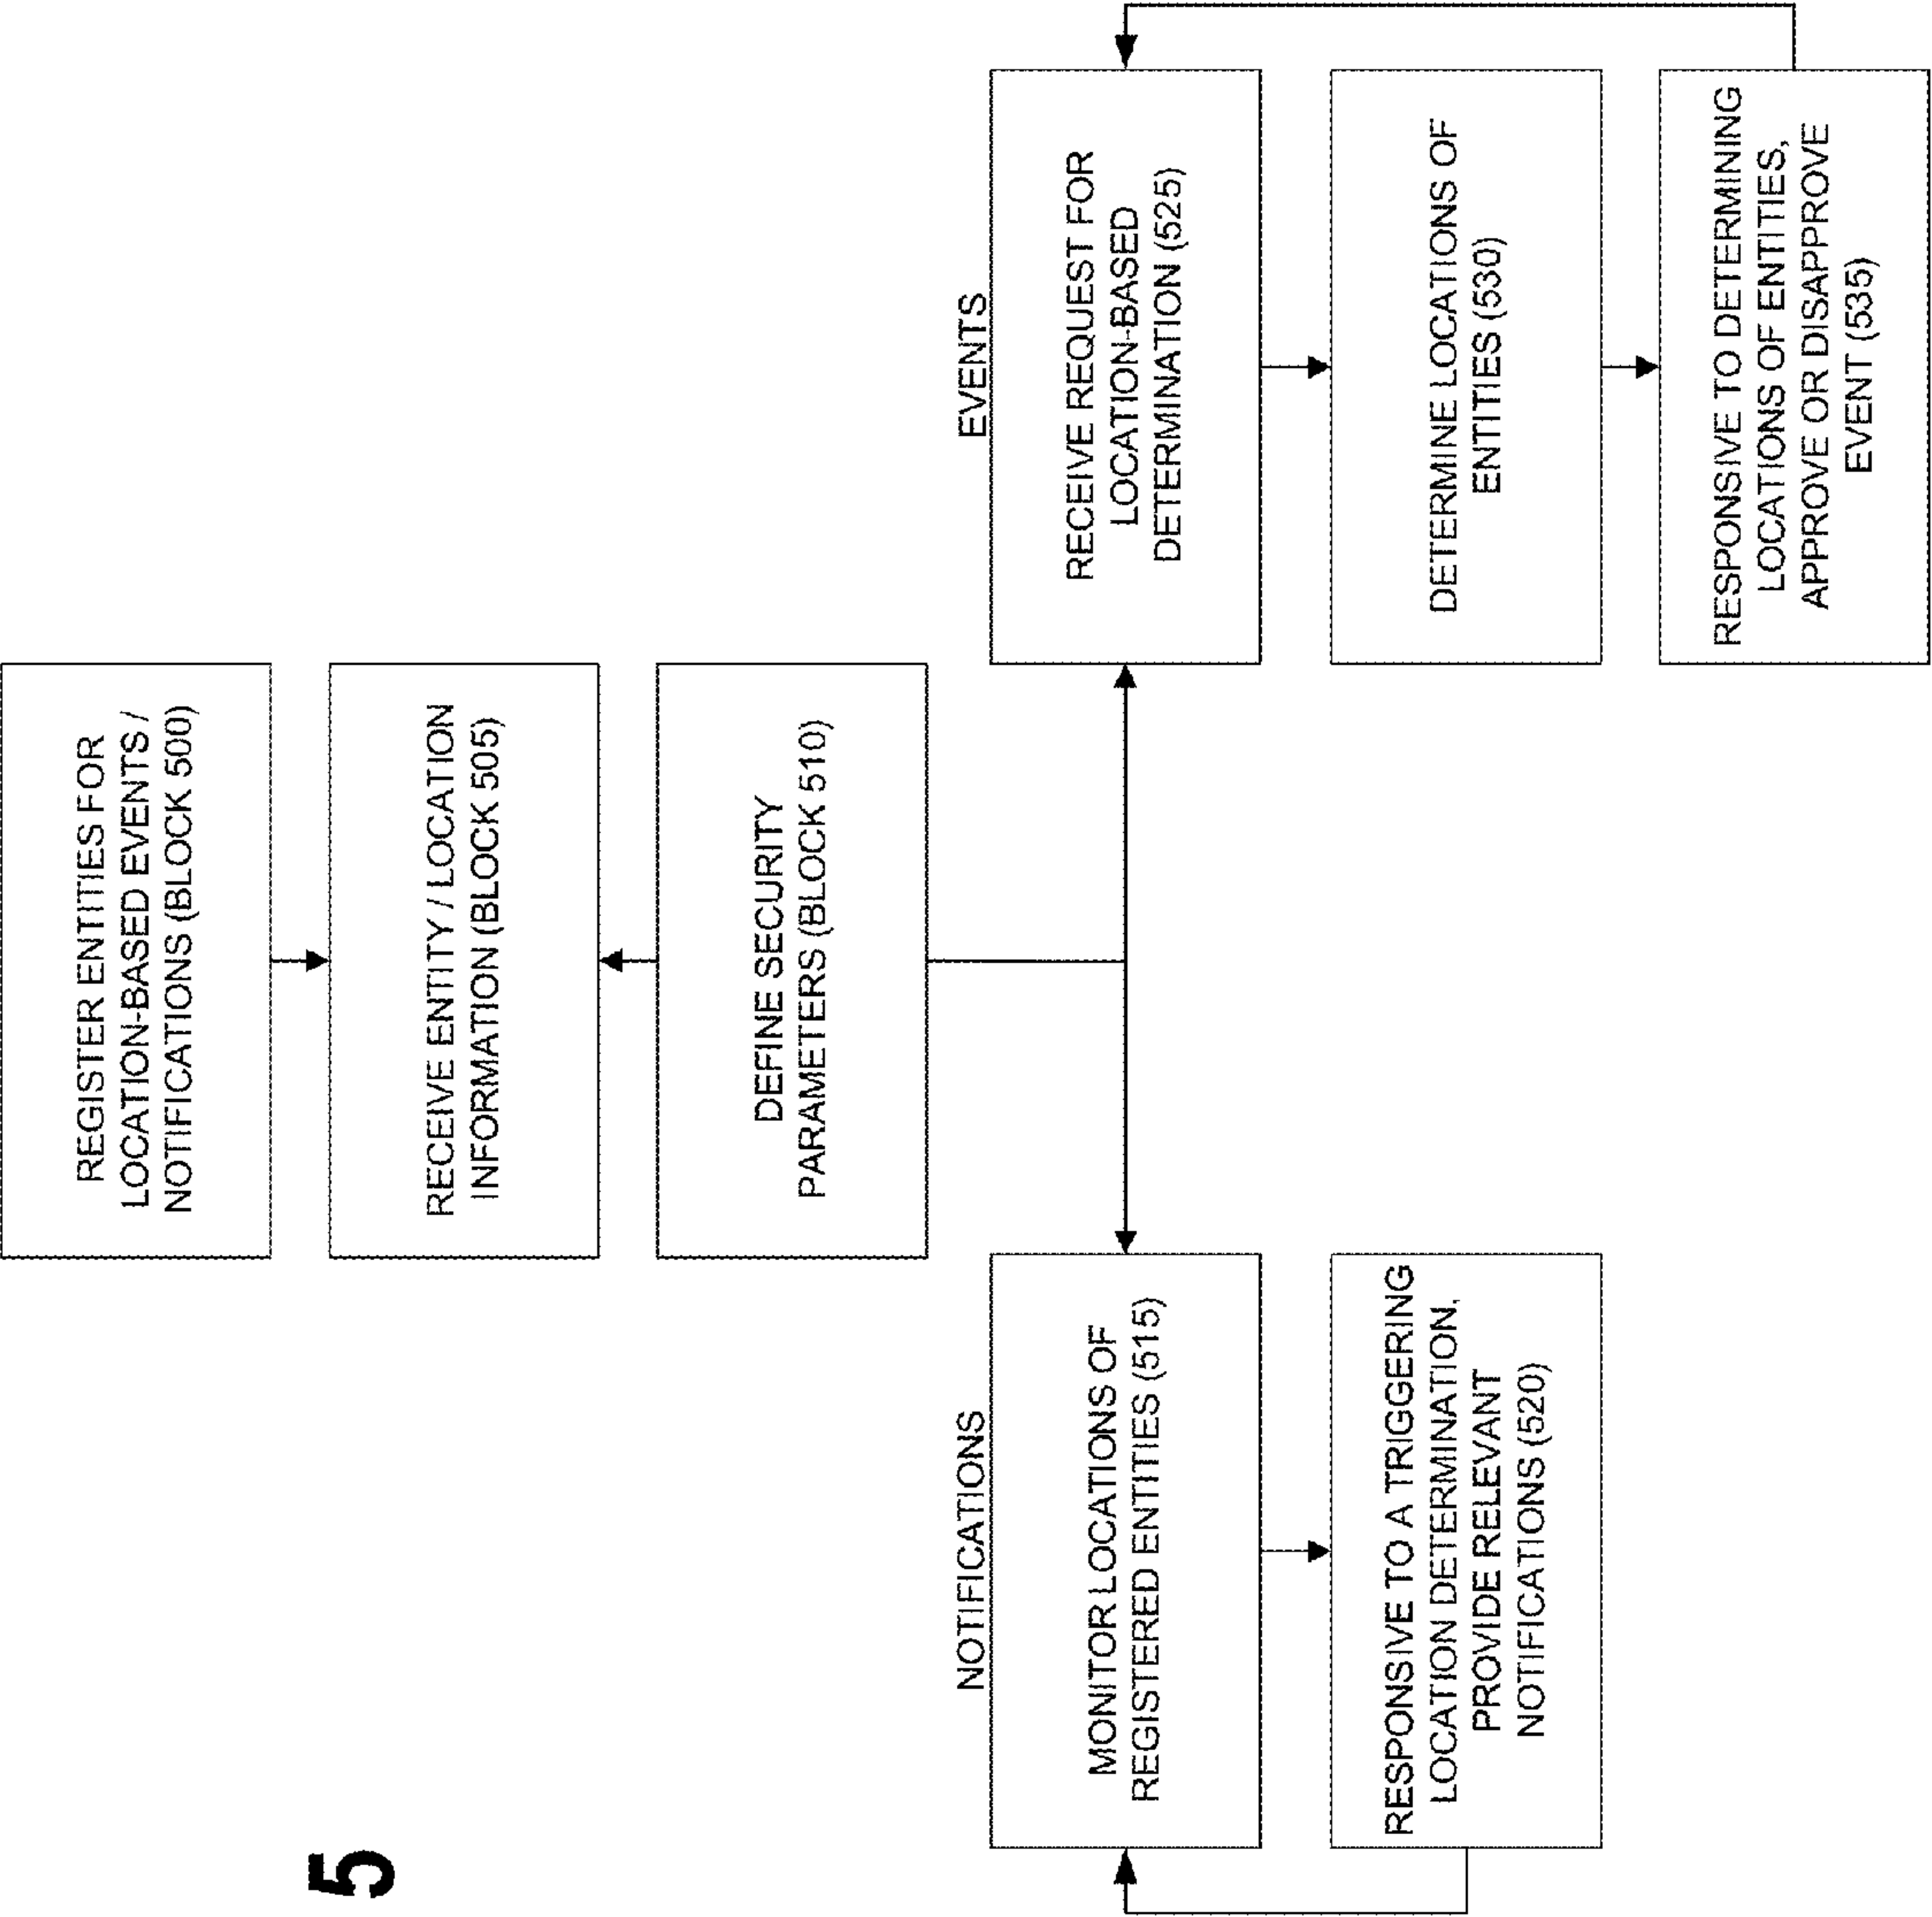 5
REGISTER ENTITIES FOR
LOCATION-BASED EVENTS /
NOTIFICATIONS (BLOCK 500)
RECEIVE ENTITY / LOCATION
INFORMATION (BLOCK 505)
DEFINE SECURITY
PARAMETERS (BLOCK 510)
NOTIFICATIONS
MONITOR LOCATIONS OF
REGISTERED ENTITIES (515)
RESPONSIVE TO A TRIGGERING
LOCATION DETERMINATION,
PROVIDE RELEVANT
NOTIFICATIONS (520)
EVENTS
RECEIVE REQUEST FOR
LOCATION-BASED
DETERMINATION (525)
DETERMINE LOCATIONS OF
ENTITIES (530)
RESPONSIVE TO DETERMINING
LOCATIONS OF ENTITIES,
APPROVE OR DISAPPROVE
EVENT (535)